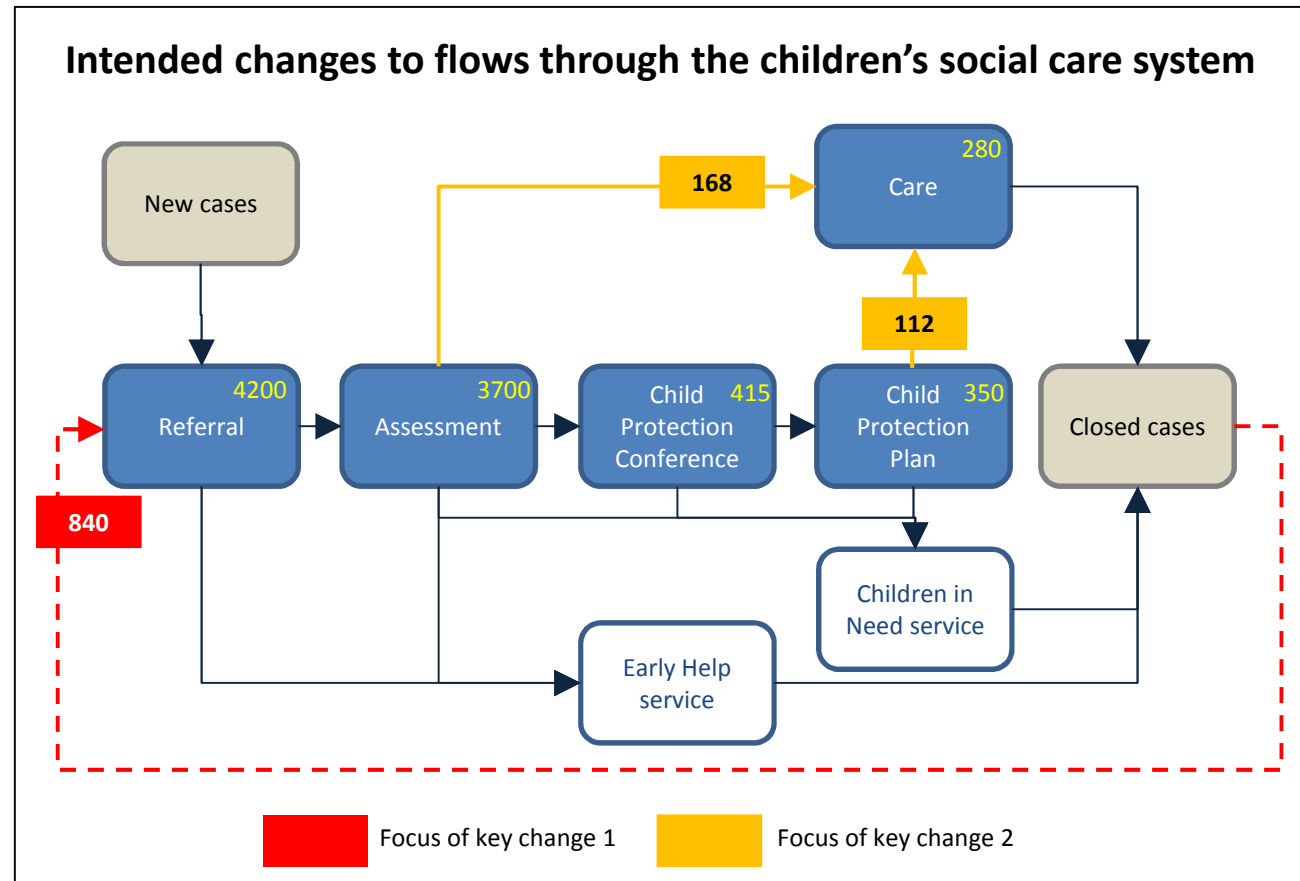 Intended changes to flows through the children’s social care system
New cases
168
280
Care
112
4200
Referral
3700
Assessment
Child
Protection
Conference
415
Child
Protection
Plan
350
Closed cases
840
Children in
Need service
Early Help
service
Focus of key change 1
Focus of key change 2